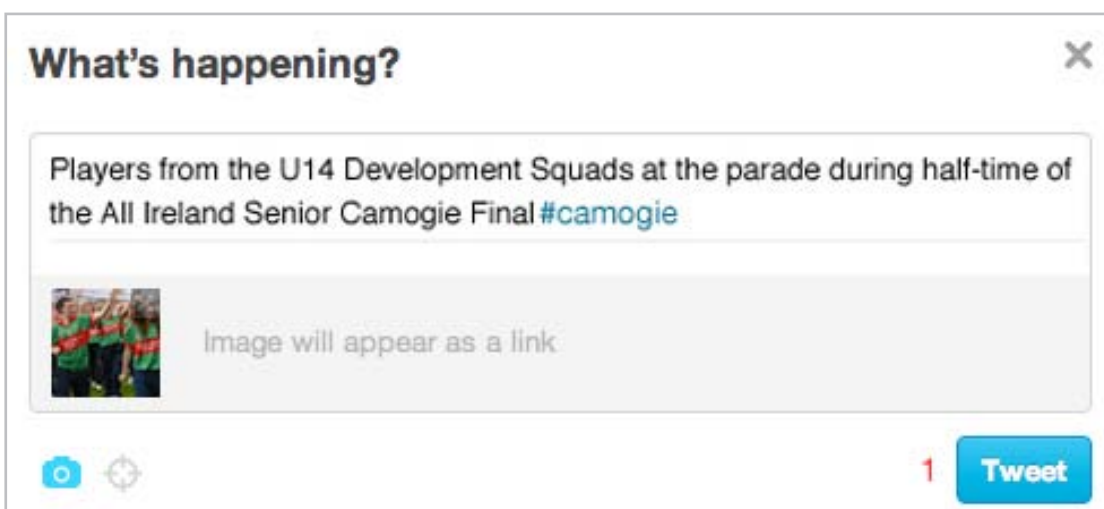 What's happening?
Players from the U14 Development Squads at the parade during half-time of
the All Ireland Senior Camogie Final #camogie
Image will appear as a link
1 Tweet